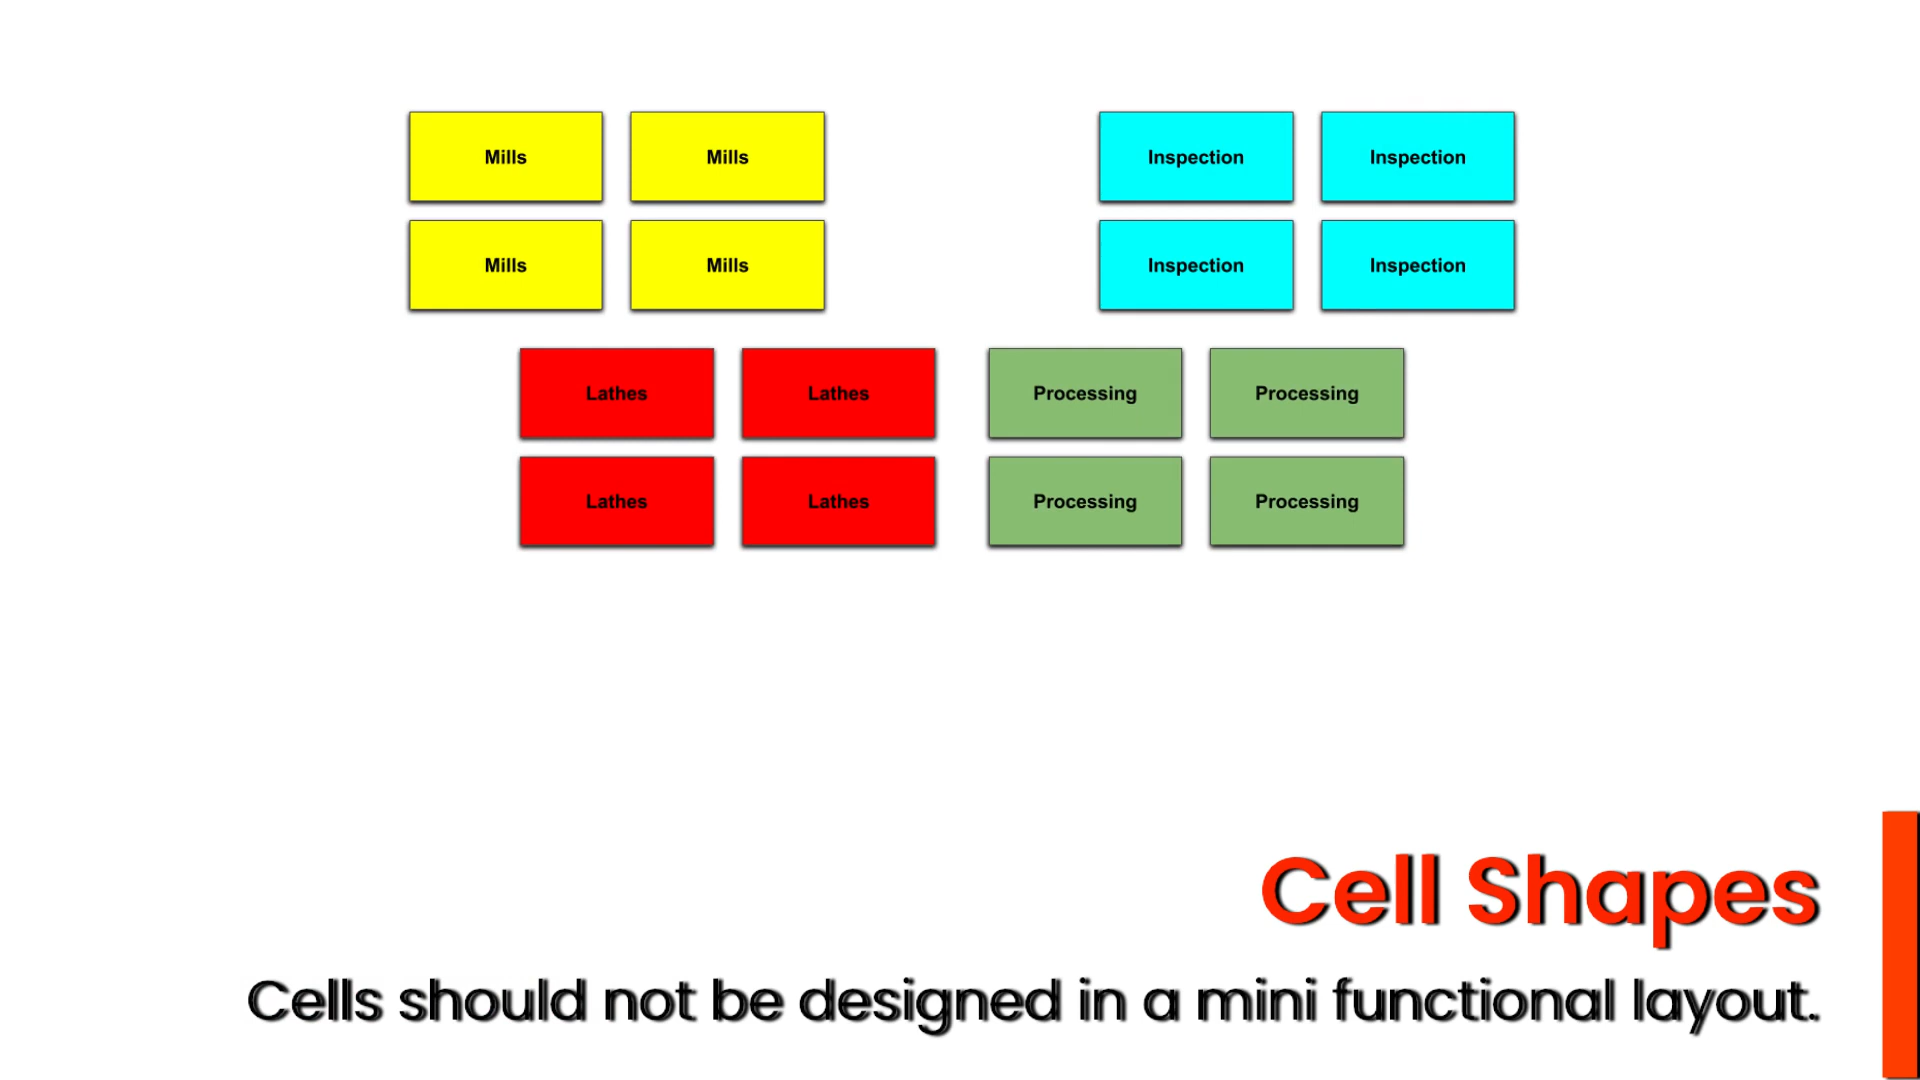 Mills Mills Inspection Inspection
Mills Mills Inspection Inspection
Lathes Lathes Processing Processing
Lathes Lathes Processing Processing
Cell Shapes
Cells should not be designed in a mini functional layout.